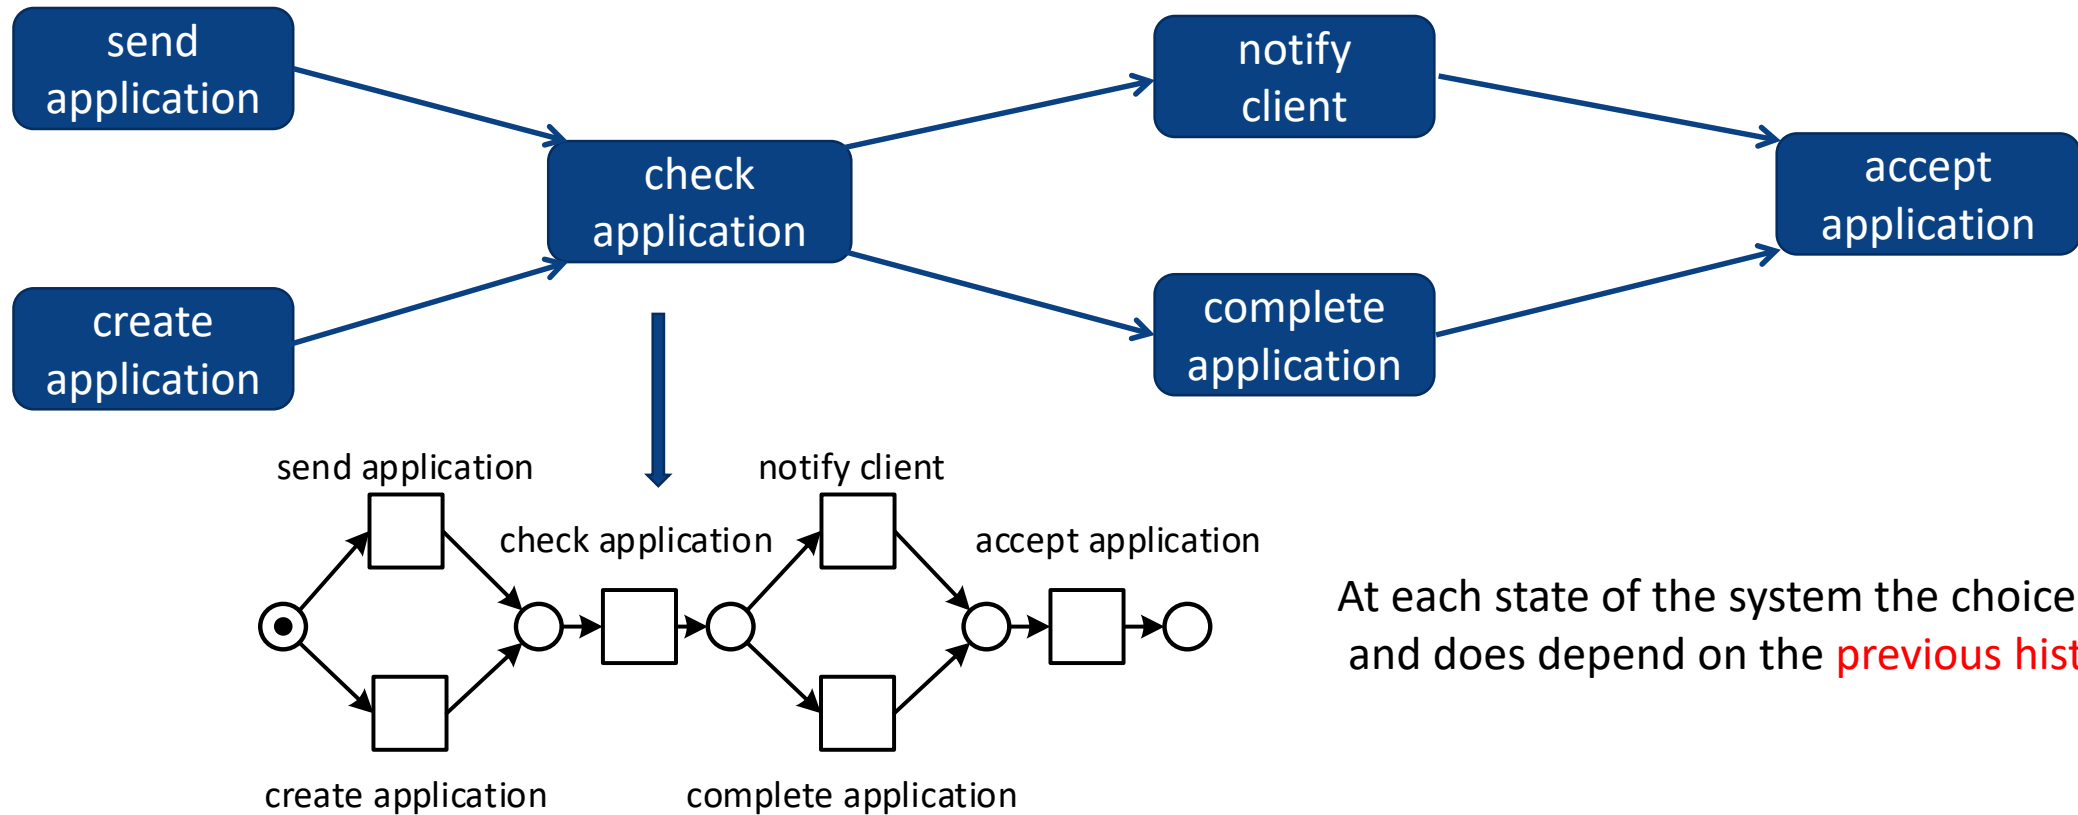 send
application
notify
client
check
application
accept
application
create
application
complete
application
send application
notify client
check application
accept application
At each state of the system the choice
and does depend on the previous
create application
complete application